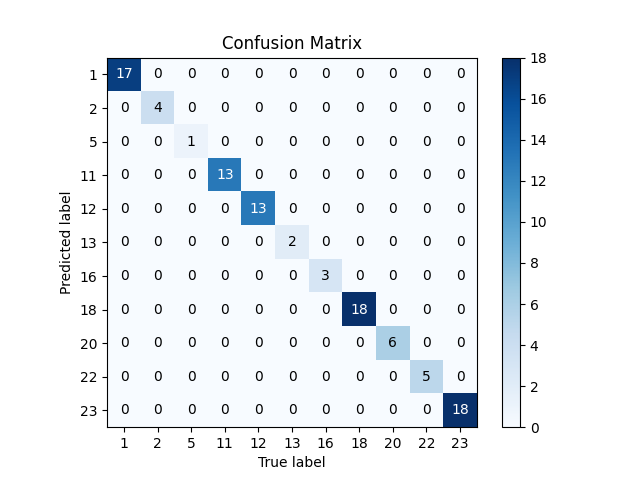 Confusion Matrix
1 17 0 0 0 0 0 0 0 0 0 0
2 0 4 0 0 0 0 0 0 0 0 0
5 0 0 1 0 0 0 0 0 0 0 0
11 0 0 0 13 0 0 0 0 0 0 0
12 0 0 0 0 13 0 0 0 0 0 0
13 0 0 0 0 0 2 0 0 0 0 0
16 0 0 0 0 0 0 3 0 0 0 0
18 0 0 0 0 0 0 0 18 0 0 0
20 0 0 0 0 0 0 0 0 6 0 0
22 0 0 0 0 0 0 0 0 0 5 0
23 0 0 0 0 0 0 0 0 0 0 18
1 2 5 11 12 13 16 18 20 22 23
True label
Predicted label
18
16
14
12
10
8
6
4
2
0